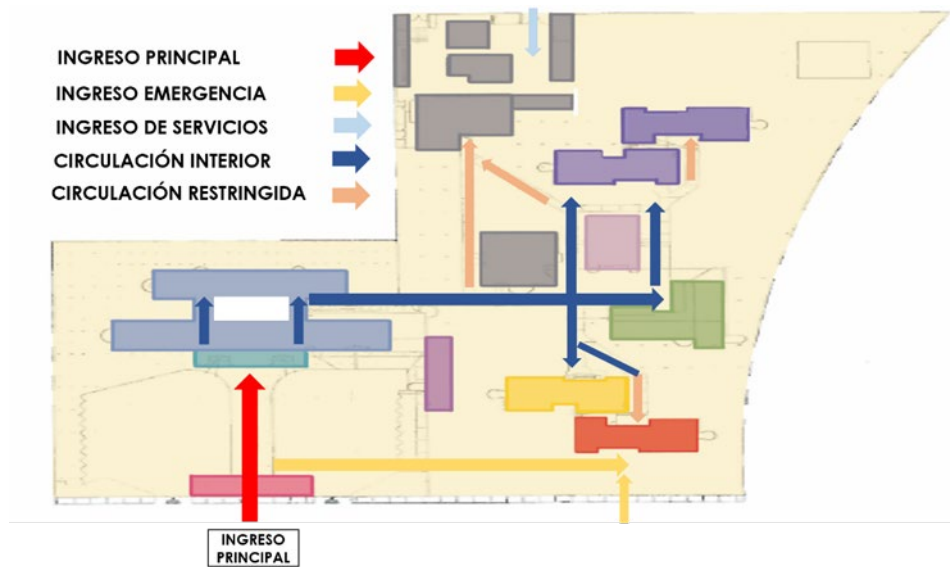 INGRESO PRINCIPAL
INGRESO EMERGENCIA
INGRESO DE SERVICIOS
CIRCULACIÓN INTERIOR
CIRCULACIÓN RESTRINGIDA
INGRESO
PRINCIPAL